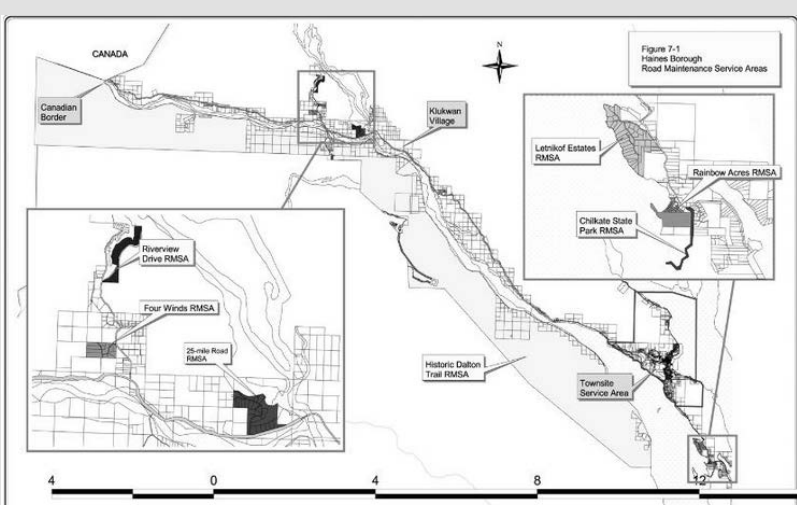 CANADA
N
Figure 7-1
Haines Borough
Road Maintenance Service Areas
Canadian
Border
Klukwan
Village
Letnikof Estates
RMSA
Rainbow Acres RMSA
Chilkate State
Park RMSA
Riverview
Drive RMSA
Four Winds RMSA
25-mile Road
RMSA
Historic Dalton
Trail RMSA
Townsite
Service Area
4 0 4 8 12